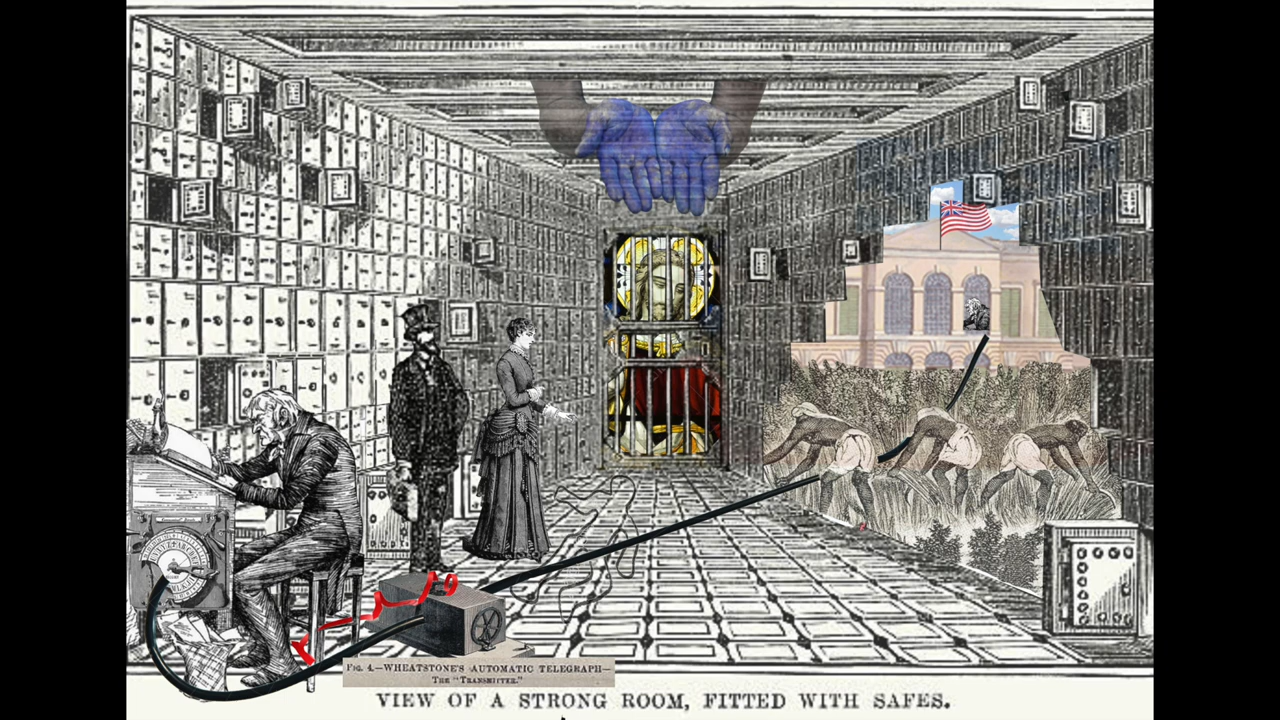 Fig. 4.—WHEATSTONE'S AUTOMATIC TELEGRAPH—
The "Transmitter."
VIEW OF A STRONG ROOM, FITTED WITH SAFES.